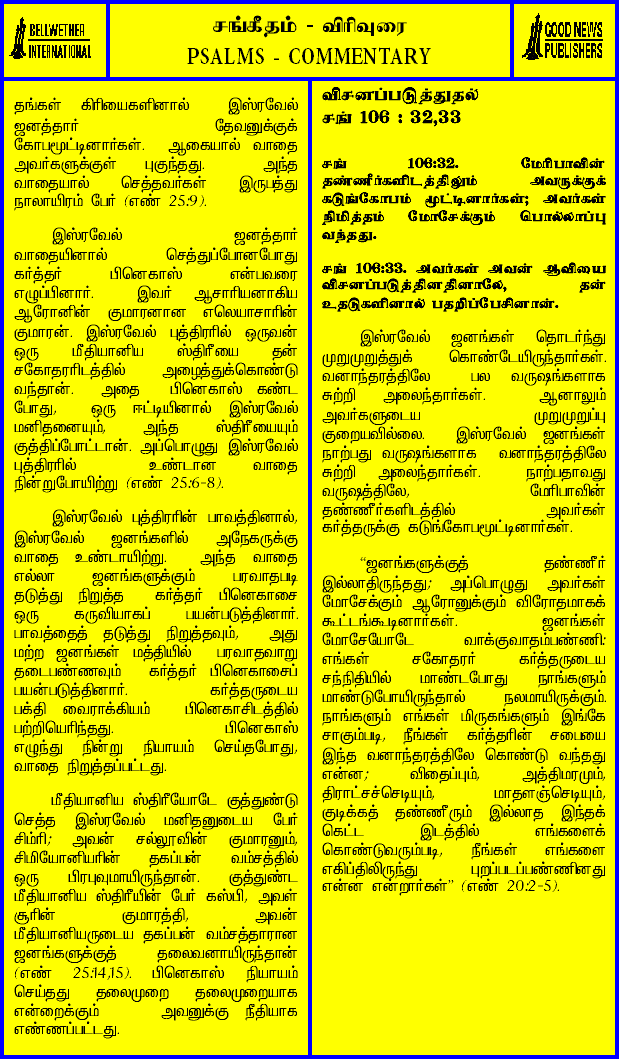 BELLWETHER
INTERNATIONAL
சங்கீதம் - விரிவுரை
PSALMS - COMMENTARY
GOOD NEWS
PUBLISHERS
தங்கள் கிரியைகளினால் இஸ்ரவேல்
ஜனத்தார் தேவனுக்குக்
கோபமூட்டினார்கள். ஆகையால் வாதை
அவர்களுக்குள் புகுந்தது. அந்த
வாதையால் செத்தவர்கள் இருபத்து
நாலாயிரம் பேர் (எண் 25:9).
இஸ்ரவேல் ஜனத்தார்
வாதையினால் செத்துப்போனபோது
கர்த்தர் பினெகாஸ் என்பவரை
எழுப்பினார். இவர் ஆசாரியனாகிய
ஆரோனின் குமாரனான எலெயாசாரின்
குமாரன். இஸ்ரவேல் புத்திரரில் ஒருவன்
ஒரு மீதியானிய ஸ்திரீயை தன்
சகோதரரிடத்தில் அழைத்துக்கொண்டு
வந்தான். அதை பினெகாஸ் கண்ட
போது, ஒரு ஈட்டியினால் இஸ்ரவேல்
மனிதனையும், அந்த ஸ்திரீயையும்
குத்திப்போட்டான். அப்பொழுது இஸ்ரவேல்
புத்திரரில் உண்டான வாதை
நின்றுபோயிற்று (எண் 25:6-8).
இஸ்ரவேல் புத்திரரின் பாவத்தினால்,
இஸ்ரவேல் ஜனங்களில் அநேகருக்கு
வாதை உண்டாயிற்று. அந்த வாதை
எல்லா ஜனங்களுக்கும் பரவாதபடி
தடுத்து நிறுத்த கர்த்தர் பினெகாசை
ஒரு கருவியாகப் பயன்படுத்தினார்.
பாவத்தைத் தடுத்து நிறுத்தவும், அது
மற்ற ஜனங்கள் மத்தியில் பரவாதவாறு
தடைபண்ணவும் கர்த்தர் பினெகாசைப்
பயன்படுத்தினார். கர்த்தருடைய
பக்தி வைராக்கியம் பினெகாசிடத்தில்
பற்றியெரிந்தது. பினெகாஸ்
எழுந்து நின்று நியாயம் செய்தபோது,
வாதை நிறுத்தப்பட்டது.
மீதியானிய ஸ்திரீயோடே குத்துண்டு
செத்த இஸ்ரவேல் மனிதனுடைய பேர்
சிம்ரி; அவன் சல்லூவின் குமாரனும்,
சிமியோனியரின் தகப்பன் வம்சத்தில்
ஒரு பிரபுவுமாயிருந்தான். குத்துண்ட
மீதியானிய ஸ்திரீயின் பேர் கஸ்பி, அவள்
சூரின் குமாரத்தி, அவன்
மீதியானியருடைய தகப்பன் வம்சத்தாரான
ஜனங்களுக்குத் தலைவனாயிருந்தான்
(எண் 25:14,15). பினெகாஸ் நியாயம்
செய்தது தலைமுறை தலைமுறையாக
என்றைக்கும் அவனுக்கு நீதியாக
எண்ணப்பட்டது.
விசனப்படுத்துதல்
சங் 106 : 32,33
சங் 106:32. மேரிபாவின்
தண்ணீர்களிடத்திலும் அவருக்குக்
கடுங்கோபம் மூட்டினார்கள்; அவர்கள்
நிமித்தம் மோசேக்கும் பொல்லாப்பு
வந்தது.
சங் 106:33. அவர்கள் அவன் ஆவியை
விசனப்படுத்தினதினாலே, தன்
உதடுகளினால் பதறிப்பேசினான்.
இஸ்ரவேல் ஜனங்கள் தொடர்ந்து
முறுமுறுத்துக் கொண்டேயிருந்தார்கள்.
வனாந்தரத்திலே பல வருஷங்களாக
சுற்றி அலைந்தார்கள். ஆனாலும்
அவர்களுடைய முறுமுறுப்பு
குறையவில்லை. இஸ்ரவேல் ஜனங்கள்
நாற்பது வருஷங்களாக வனாந்தரத்திலே
சுற்றி அலைந்தார்கள். நாற்பதாவது
வருஷத்திலே, மேரிபாவின்
தண்ணீர்களிடத்தில் அவர்கள்
கர்த்தருக்கு கடுங்கோபமூட்டினார்கள்.
“ஜனங்களுக்குத் தண்ணீர்
இல்லாதிருந்தது; அப்பொழுது அவர்கள்
மோசேக்கும் ஆரோனுக்கும் விரோதமாகக்
கூட்டங்கூடினார்கள். ஜனங்கள்
மோசேயோடே வாக்குவாதம்பண்ணி:
எங்கள் சகோதரர் கர்த்தருடைய
சந்நிதியில் மாண்டபோது நாங்களும்
மாண்டுபோயிருந்தால் நலமாயிருக்கும்.
நாங்களும் எங்கள் மிருகங்களும் இங்கே
சாகும்படி, நீங்கள் கர்த்தரின் சபையை
இந்த வனாந்தரத்திலே கொண்டு வந்தது
என்ன; விதைப்பும், அத்திமரமும்,
திராட்சச்செடியும், மாதளஞ்செடியும்,
குடிக்கத் தண்ணீரும் இல்லாத இந்தக்
கெட்ட இடத்தில் எங்களைக்
கொண்டுவரும்படி, நீங்கள் எங்களை
எகிப்திலிருந்து புறப்படப்பண்ணினது
என்ன என்றார்கள்” (எண் 20:2-5).